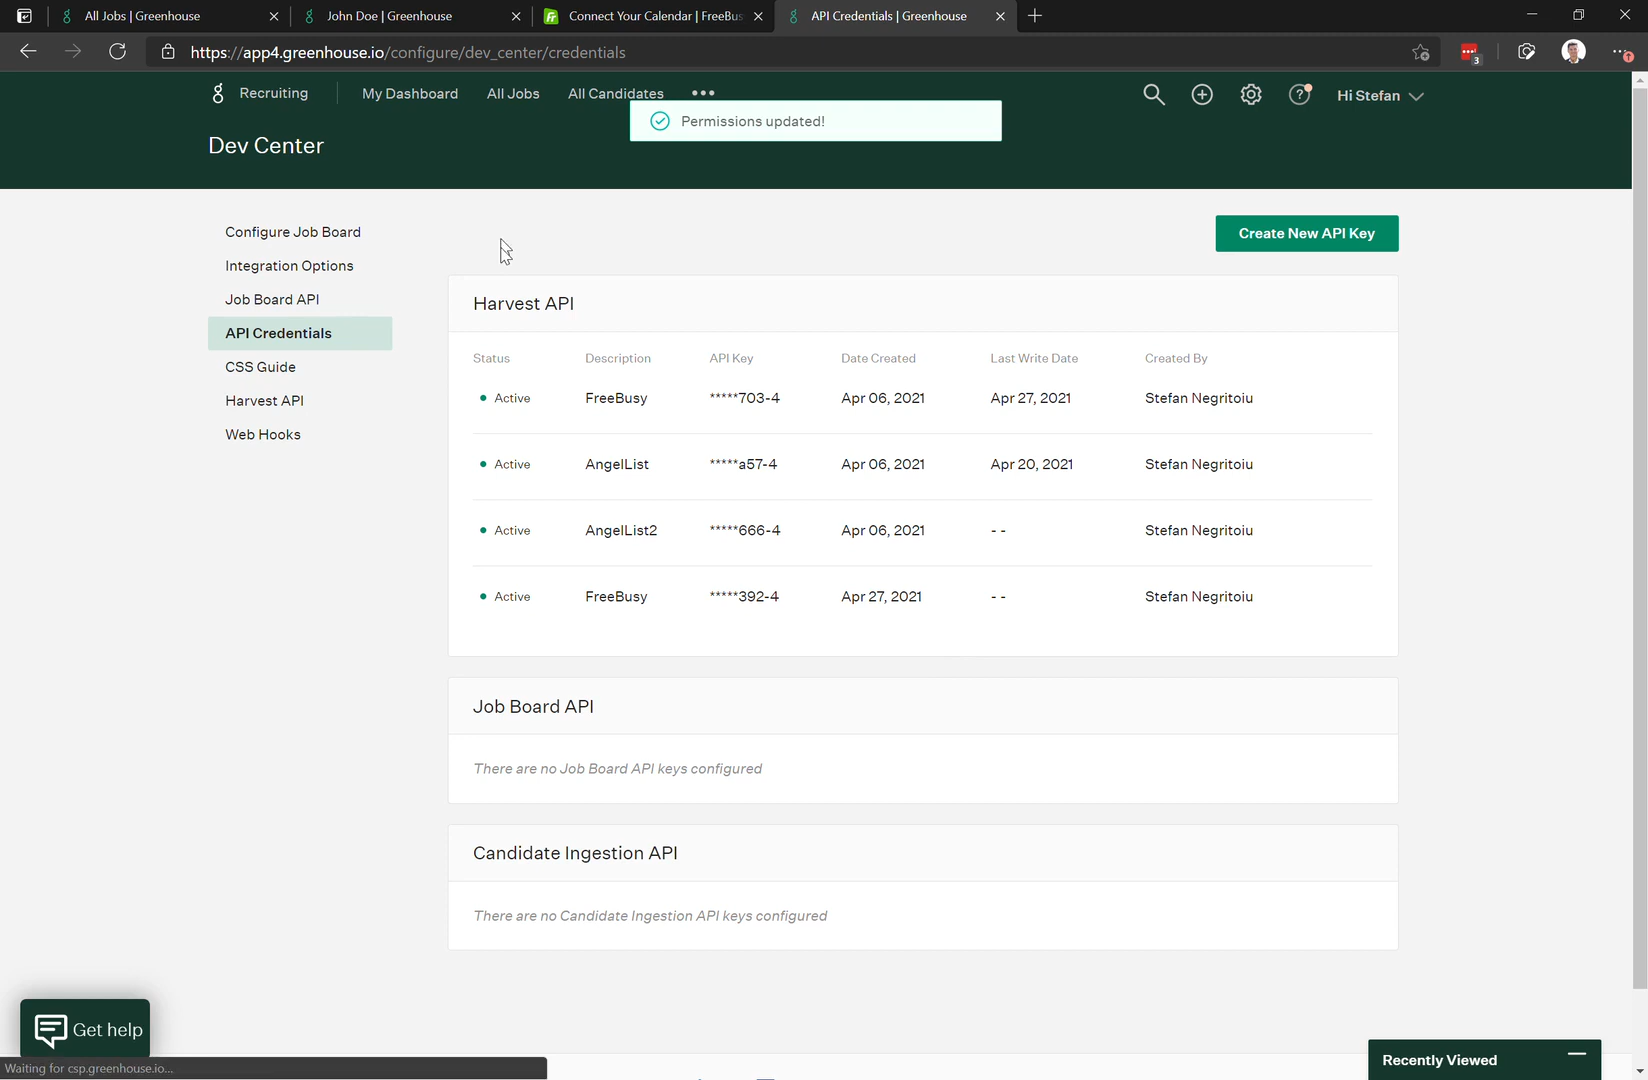 All Jobs | Greenhouse
John Doe | Greenhouse
Connect Your Calendar | FreeBus
API Credentials | Greenhouse
https://app4.greenhouse.io/configure/dev_center/credentials
3
Recruiting
My Dashboard
All Jobs
All Candidates
•••
Hi Stefan
Permissions updated!
Dev Center
Configure Job Board
Integration Options
Job Board API
API Credentials
CSS Guide
Harvest API
Web Hooks
Create New API Key
Harvest API
Status Description API Key Date Created Last Write Date Created By
Active FreeBusy *****703-4 Apr 06, 2021 Apr 27, 2021 Stefan Negritoiu
Active AngelList *****a57-4 Apr 06, 2021 Apr 20, 2021 Stefan Negritoiu
Active AngelList2 *****666-4 Apr 06, 2021 -- Stefan Negritoiu
Active FreeBusy *****392-4 Apr 27, 2021 -- Stefan Negritoiu
Job Board API
There are no Job Board API keys configured
Candidate Ingestion API
There are no Candidate Ingestion API keys configured
Get help
Waiting for csp.greenhouse.io...
Recently Viewed